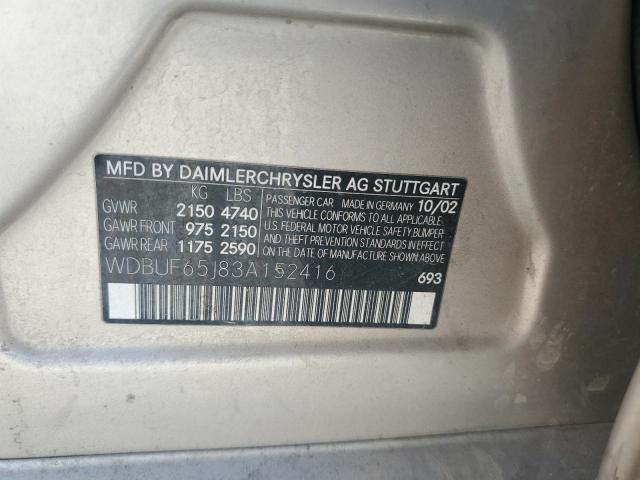 MFD BY DAIMLERCHRYSLER AG STUTTGART
KG LBS
GVWR 2150 4740
GAWR FRONT 975 2150
GAWR REAR 1175 2590
PASSENGER CAR MADE IN GERMANY 10/02
THIS VEHICLE CONFORMS TO ALL APPLICABLE
U.S. FEDERAL MOTOR VEHICLE SAFETY,BUMPER
AND THEFT PREVENTION STANDARDS IN EFFECT
ON THE DATE OF MANUFACTURE SHOWN ABOVE.
WDBUF65J83A152416
693